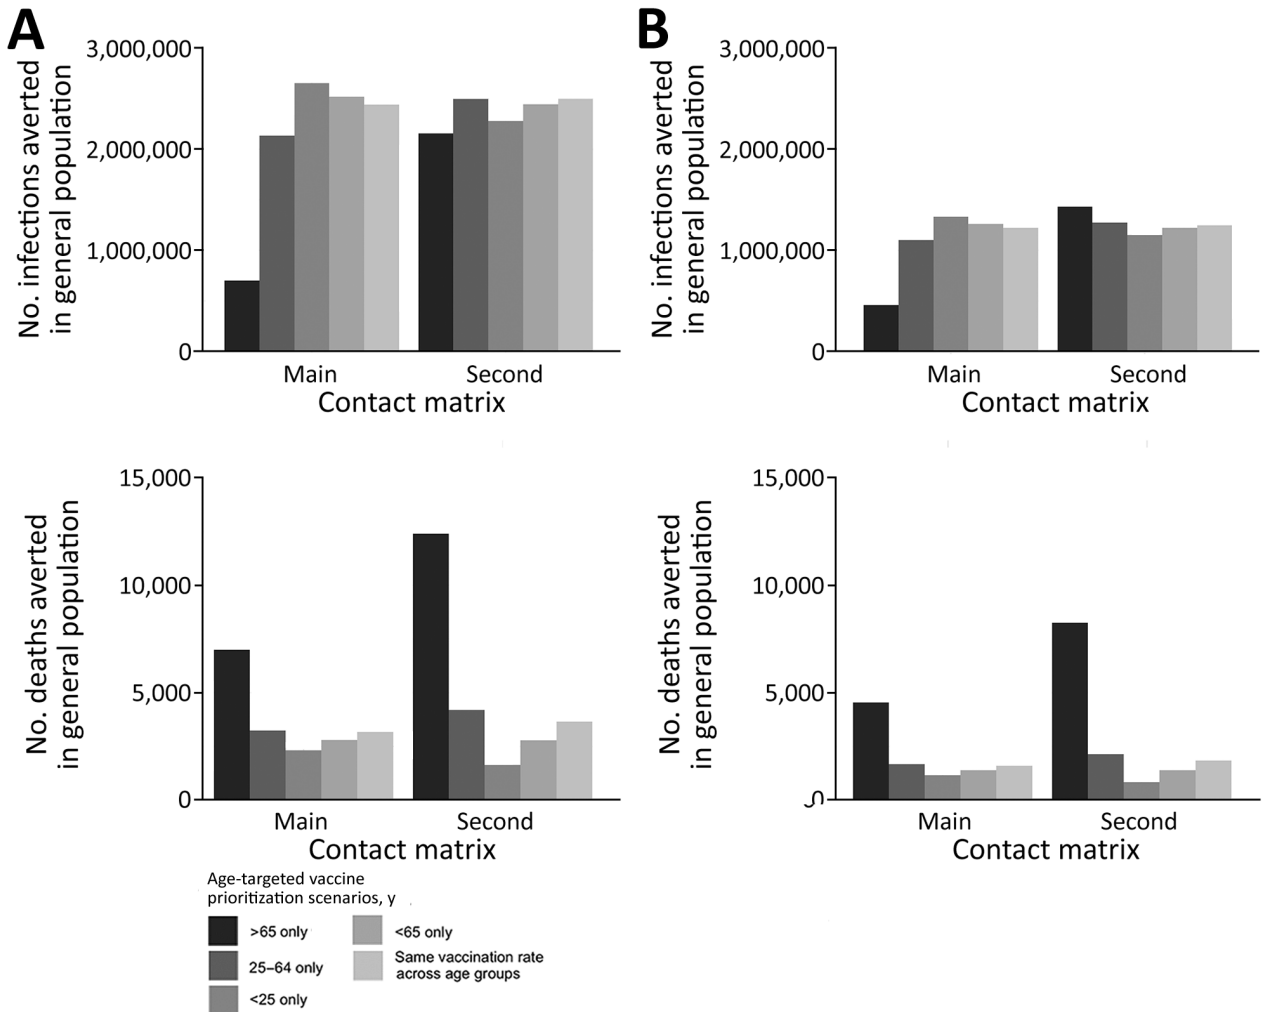 A
No. infections averted
in general population
3,000,000
2,000,000
1,000,000
0
Main
Second
Contact matrix
B
No. infections averted
in general population
3,000,000
2,000,000
1,000,000
0
Main
Second
Contact matrix
No. deaths averted
in general population
15,000
10,000
5,000
0
Main
Second
Contact matrix
No. deaths averted
in general population
15,000
10,000
5,000
0
Main
Second
Contact matrix
Age-targeted vaccine
prioritization scenarios, y
>65 only
25–64 only
<25 only
<65 only
Same vaccination rate
across age groups